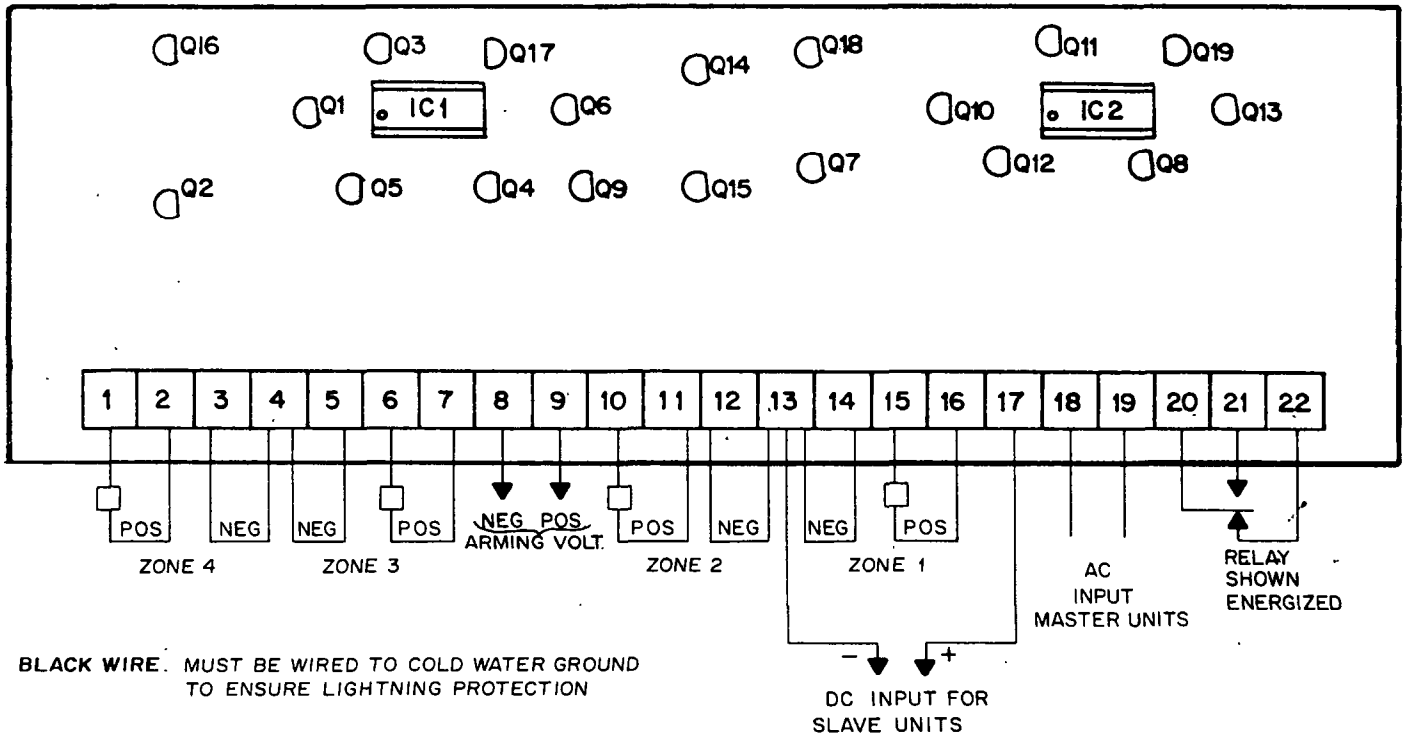 Q16 Q3 Q17 Q14 Q18 Q11 Q19
Q1 IC1 Q6 Q10 IC2 Q13
Q2 Q5 Q4 Q9 Q15 Q7 Q12 Q8
1 2 3 4 5 6 7 8 9 10 11 12 13 14 15 16 17 18 19 20 21 22
POS NEG NEG POS NEG POS POS NEG NEG POS
ARMING VOLT.
ZONE 4 ZONE 3 ZONE 2 ZONE 1
AC
INPUT
MASTER UNITS
RELAY
SHOWN
ENERGIZED
BLACK WIRE. MUST BE WIRED TO COLD WATER GROUND
TO ENSURE LIGHTNING PROTECTION
- +
DC INPUT FOR
SLAVE UNITS